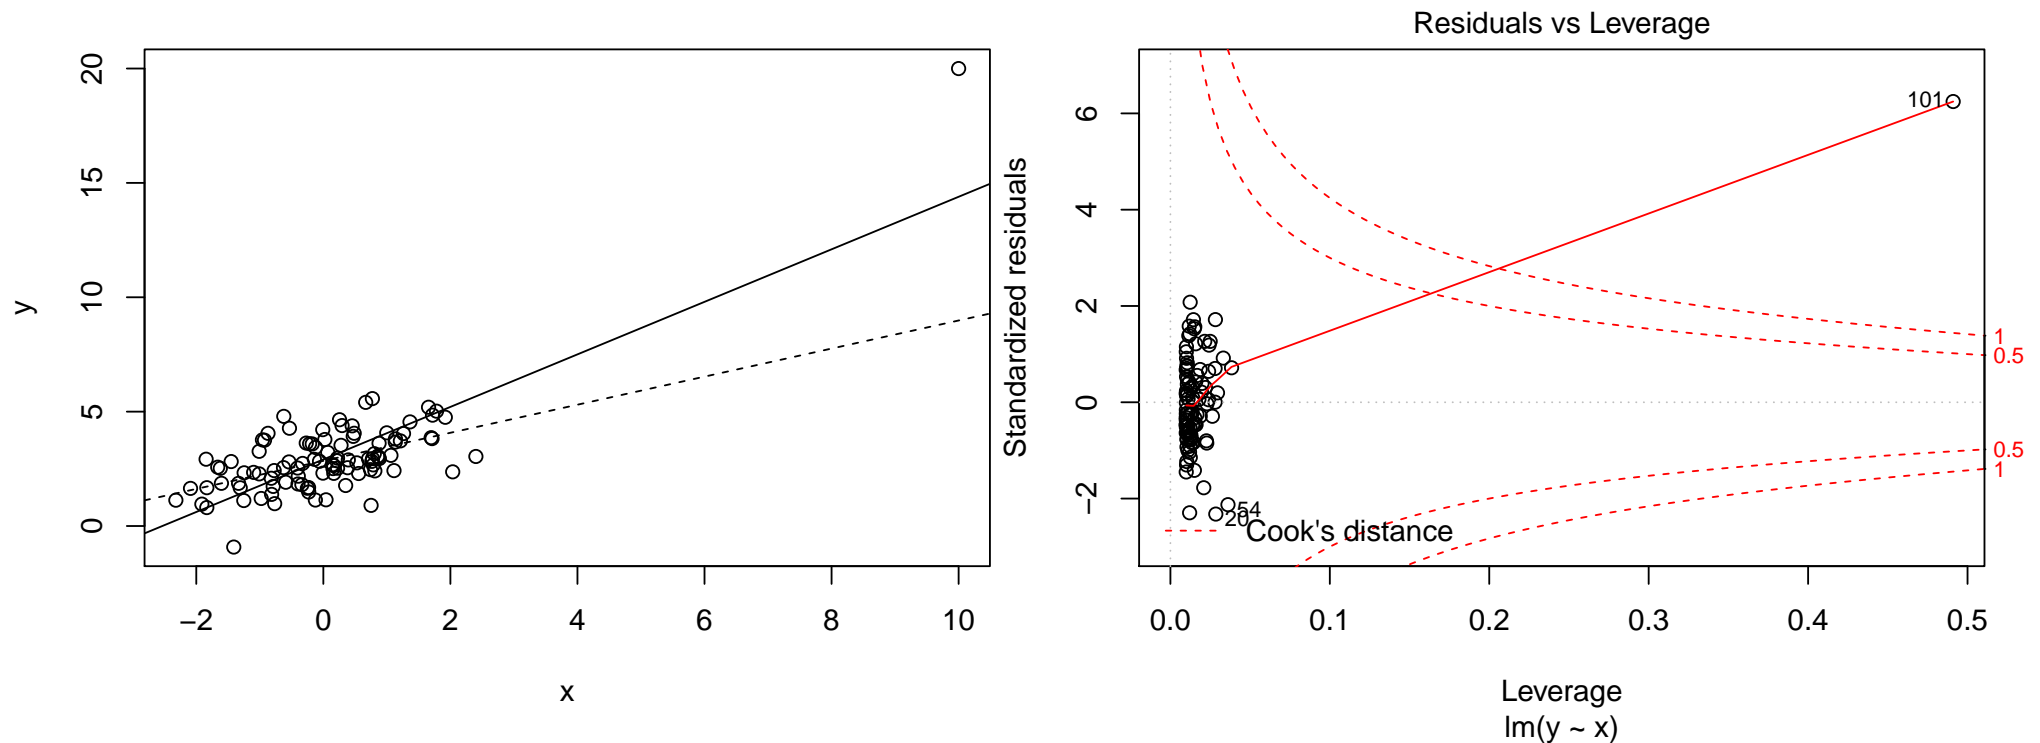 y
20
15
10
5
0
−2 0 2 4 6 8 10
x
Residuals vs Leverage
Standardized residuals
6
4
2
0
−2
101
54
20
1
0.5
0.5
1
Cook's distance
0.0 0.1 0.2 0.3 0.4 0.5
Leverage
lm(y ~ x)